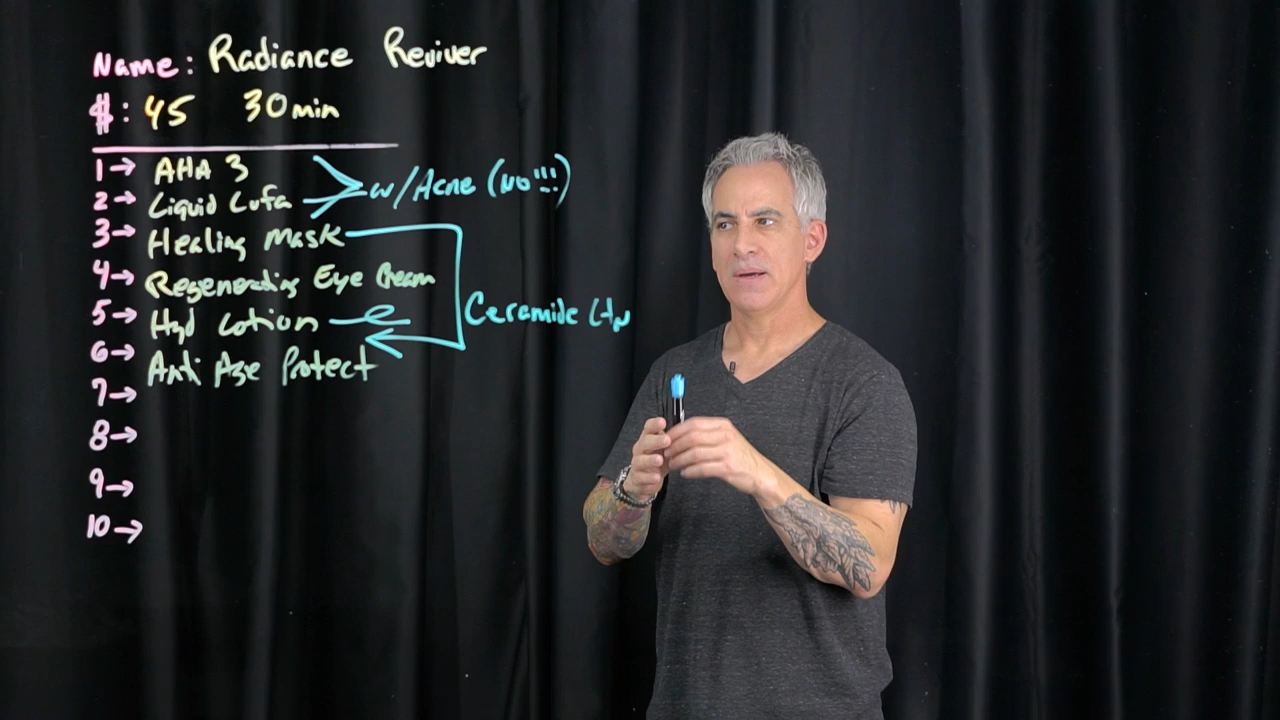 Name: Radiance Reviver
$: 45 30min
1→ AHA 3
2→ Liquid Lufa
w/Acne (NO!!!)
3→ Healing Mask
4→ Regenerating Eye Cream
5→ Hyd Lotion
Ceramide
6→ Anti Age Protect
7→
8→
9→
10→